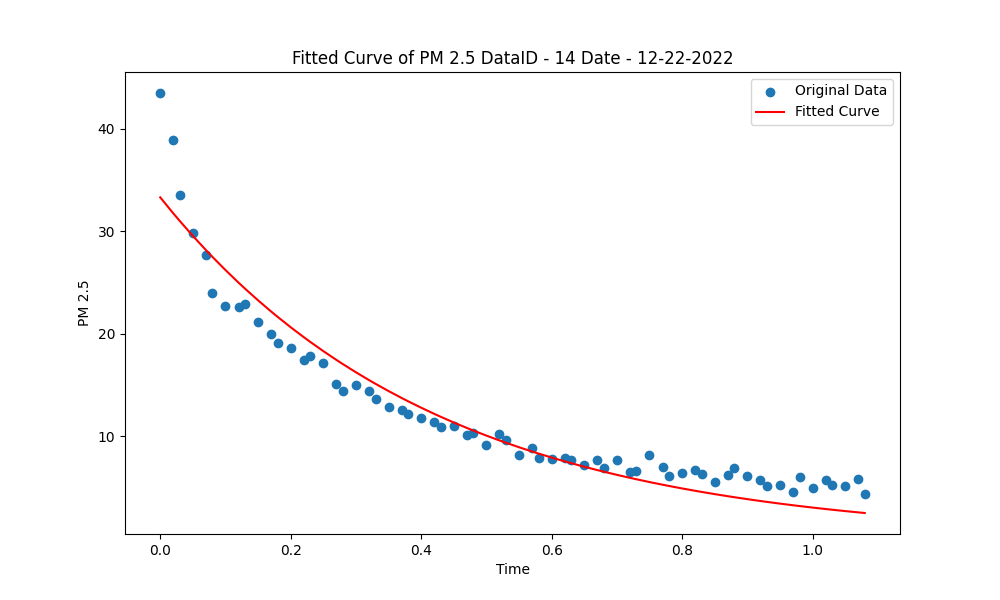 Fitted Curve of PM 2.5 DataID - 14 Date - 12-22-2022
Original Data
Fitted Curve
40
30
20
10
PM 2.5
0.0 0.2 0.4 0.6 0.8 1.0
Time